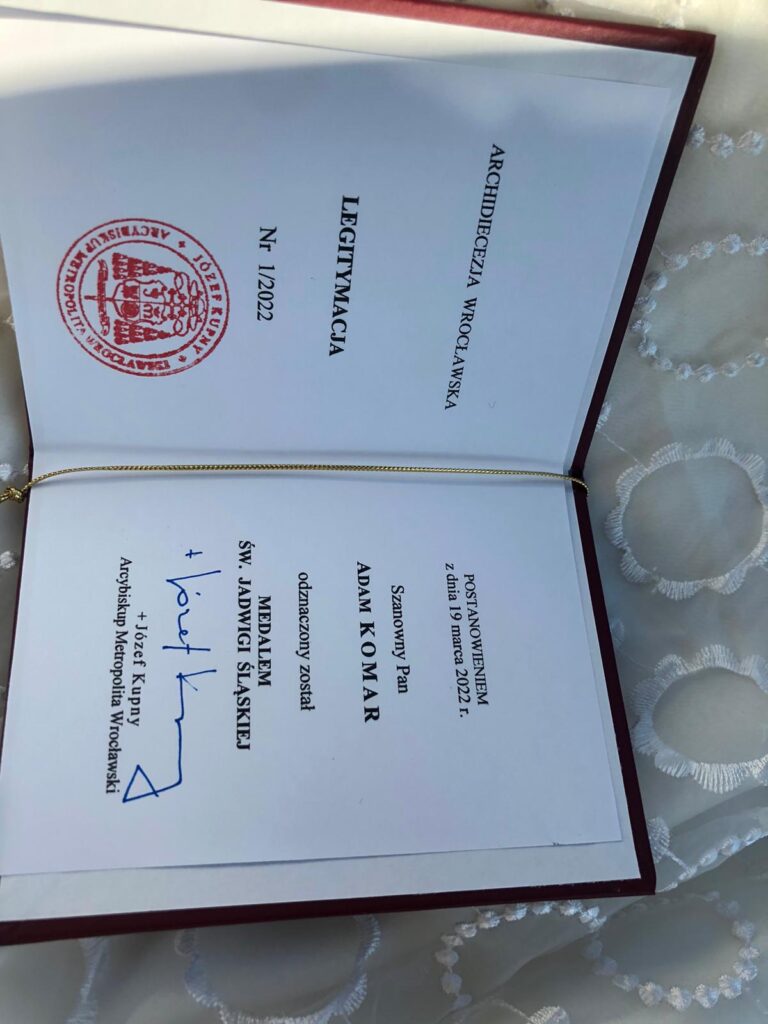 ARCHIDIECEZJA WROCŁAWSKA
LEGITYMACJA
Nr 1/2022
+ JÓZEF KUPNY +
ARCYBISKUP METROPOLITA WROCŁAWSKI
POSTANOWIENIEM
z dnia 19 marca 2022 r.
Szanowny Pan
ADAM KOMAR
odznaczony został
MEDALEM
ŚW. JADWIGI ŚLĄSKIEJ
+ Józef K
+Józef Kupny
Arcybiskup Metropolita Wrocławski